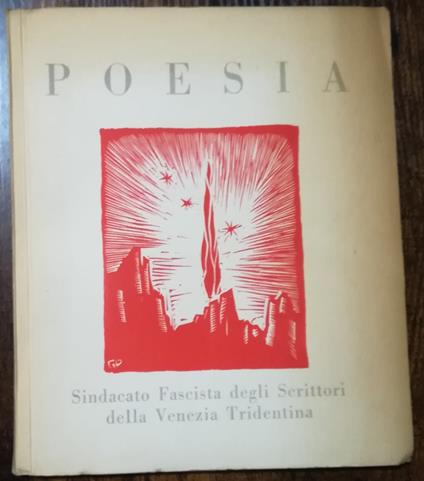 POESIA
Sindacato Fascista degli Scrittori
della Venezia Tridentina